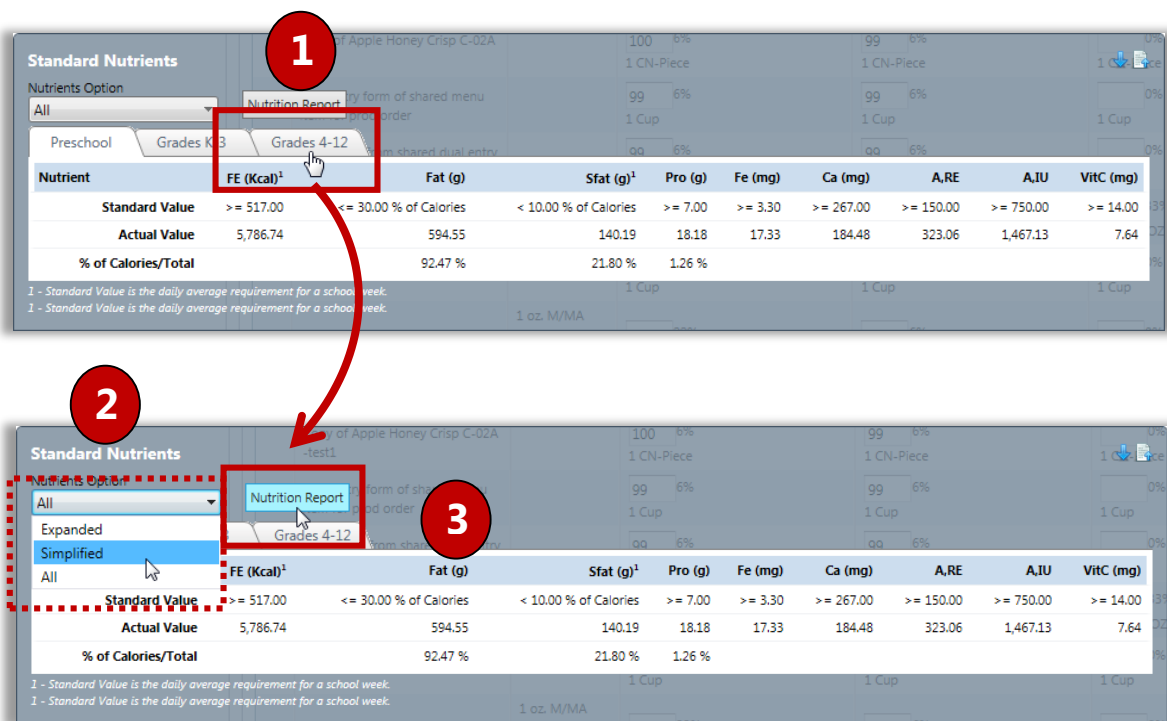 1
of Apple Honey Crisp C-02A 100 6% 99 6% 0%
Standard Nutrients 1 CN-Piece 1 CN-Piece
Nutrients Option
All Nutrition Report ry form of shared menu 99 6% 99 6% 0%
prod order 1 Cup 1 Cup 1 Cup
Preschool Grades K-3 Grades 4-12 from shared dual entry 99 6% 99 6% 0%
Nutrient FE (Kcal)1 Fat (g) Sfat (g)1 Pro (g) Fe (mg) Ca (mg) A,RE A,IU VitC (mg)
Standard Value >= 517.00 <= 30.00 % of Calories < 10.00 % of Calories >= 7.00 >= 3.30 >= 267.00 >= 150.00 >= 750.00 >= 14.00
Actual Value 5,786.74 594.55 140.19 18.18 17.33 184.48 323.06 1,467.13 7.64
% of Calories/Total 92.47 % 21.80 % 1.26 %
1 - Standard Value is the daily average requirement for a school week. 1 Cup 1 Cup 1 Cup
1 - Standard Value is the daily average requirement for a school week.
1 oz. M/MA
2
of Apple Honey Crisp C-02A 100 6% 99 6% 0%
Standard Nutrients -test1 1 CN-Piece 1 CN-Piece
Nutrients Option
All Nutrition Report form of 99 6% 99 6% 0%
prod order 1 Cup 1 Cup 1 Cup
3
Expanded Grades 4-12 from 99 6% 99 6% 0%
Simplified
All FE (Kcal)1 Fat (g) Sfat (g)1 Pro (g) Fe (mg) Ca (mg) A,RE A,IU VitC (mg)
Standard Value >= 517.00 <= 30.00 % of Calories < 10.00 % of Calories >= 7.00 >= 3.30 >= 267.00 >= 150.00 >= 750.00 >= 14.00
Actual Value 5,786.74 594.55 140.19 18.18 17.33 184.48 323.06 1,467.13 7.64
% of Calories/Total 92.47 % 21.80 % 1.26 %
1 - Standard Value is the daily average requirement for a school week. 1 Cup 1 Cup 1 Cup
1 - Standard Value is the daily average requirement for a school week.
1 oz. M/MA